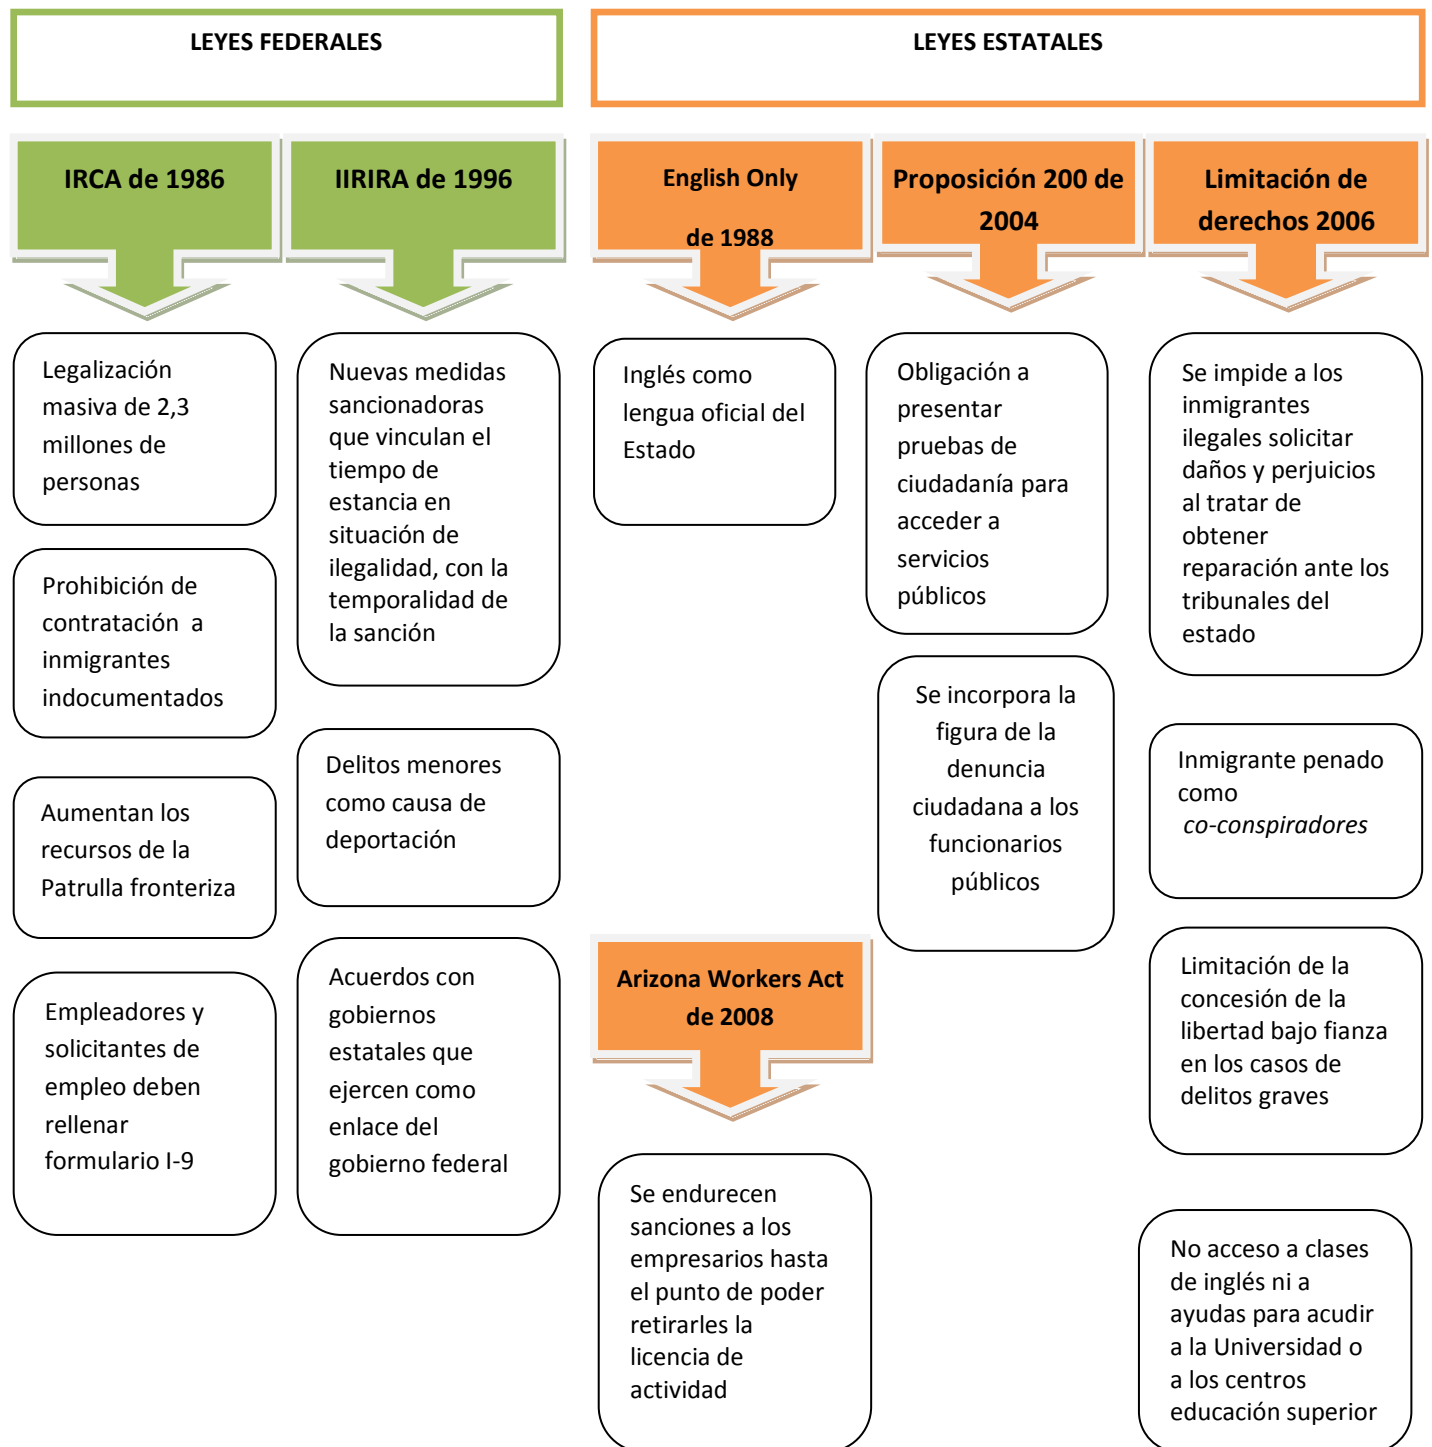 LEYES FEDERALES
LEYES ESTATALES
IRCA de 1986
IIRIRA de 1996
English Only
de 1988
Proposición 200 de
2004
Limitación de
derechos 2006
Legalización
masiva de 2,3
millones de
personas
Prohibición de
contratación a
inmigrantes
indocumentados
Aumentan los
recursos de la
Patrulla fronteriza
Empleadores y
solicitantes de
empleo deben
rellenar
formulario I-9
Nuevas medidas
sancionadoras
que vinculan el
tiempo de
estancia en
situación de
ilegalidad, con la
temporalidad de
la sanción
Delitos menores
como causa de
deportación
Acuerdos con
gobiernos
estatales que
ejercen como
enlace del
gobierno federal
Inglés como
lengua oficial del
Estado
Arizona Workers Act
de 2008
Se endurecen
sanciones a los
empresarios hasta
el punto de poder
retirarles la
licencia de
actividad
Obligación a
presentar
pruebas de
ciudadanía para
acceder a
servicios
públicos
Se incorpora la
figura de la
denuncia
ciudadana a los
funcionarios
públicos
Se impide a los
inmigrantes
ilegales solicitar
daños y perjuicios
al tratar de
obtener
reparación ante los
tribunales del
estado
Inmigrante penado
como
co-conspiradores
Limitación de la
concesión de la
libertad bajo fianza
en los casos de
delitos graves
No acceso a clases
de inglés ni a
ayudas para acudir
a la Universidad o
a los centros
educación superior